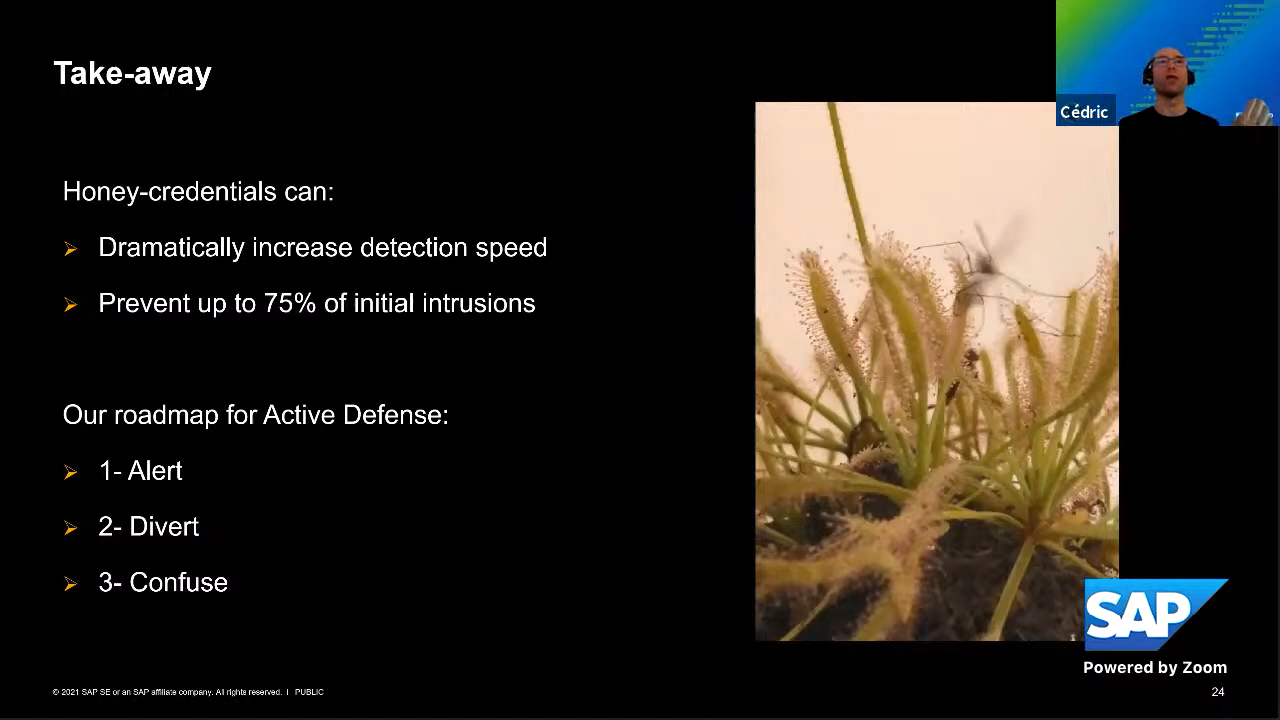 Take-away
Cédric
Honey-credentials can:
Dramatically increase detection speed
Prevent up to 75% of initial intrusions
Our roadmap for Active Defense:
1- Alert
2- Divert
3- Confuse
SAP
Powered by Zoom
© 2021 SAP SE or an SAP affiliate company. All rights reserved. I PUBLIC
24